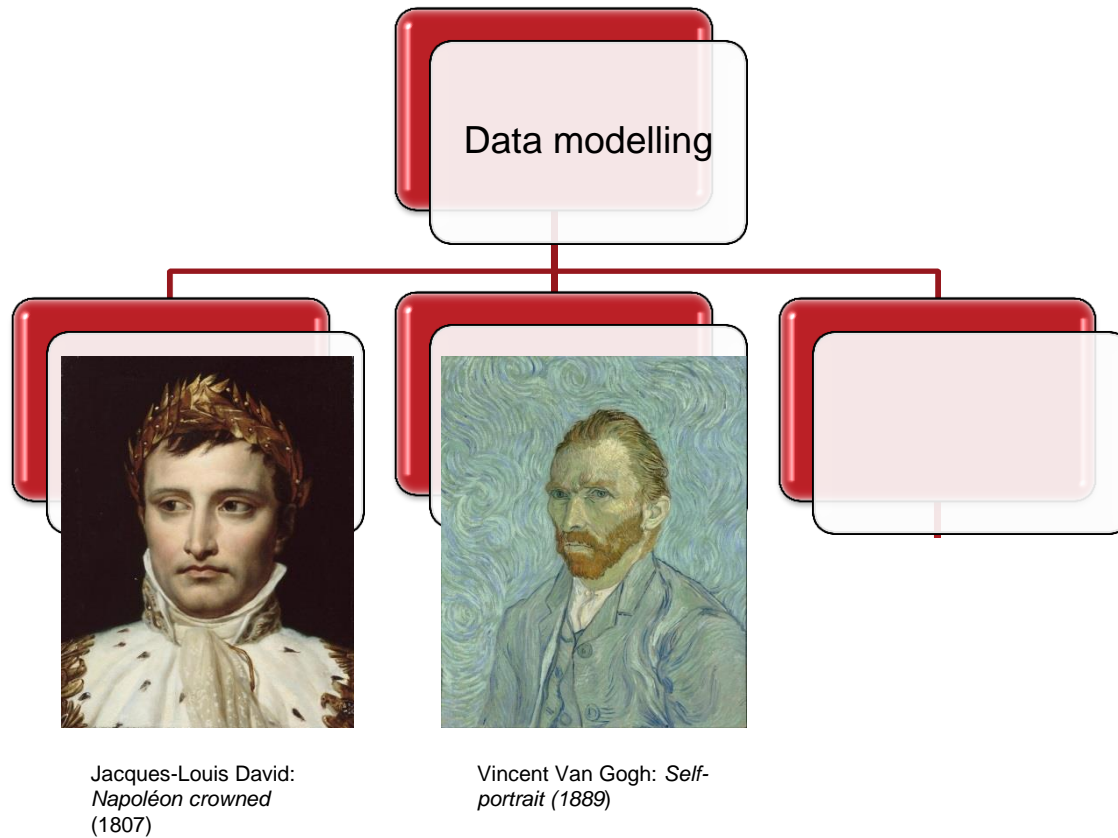 Data modelling
Jacques-Louis David:
Napoléon crowned
(1807)
Vincent Van Gogh: Self-
portrait (1889)